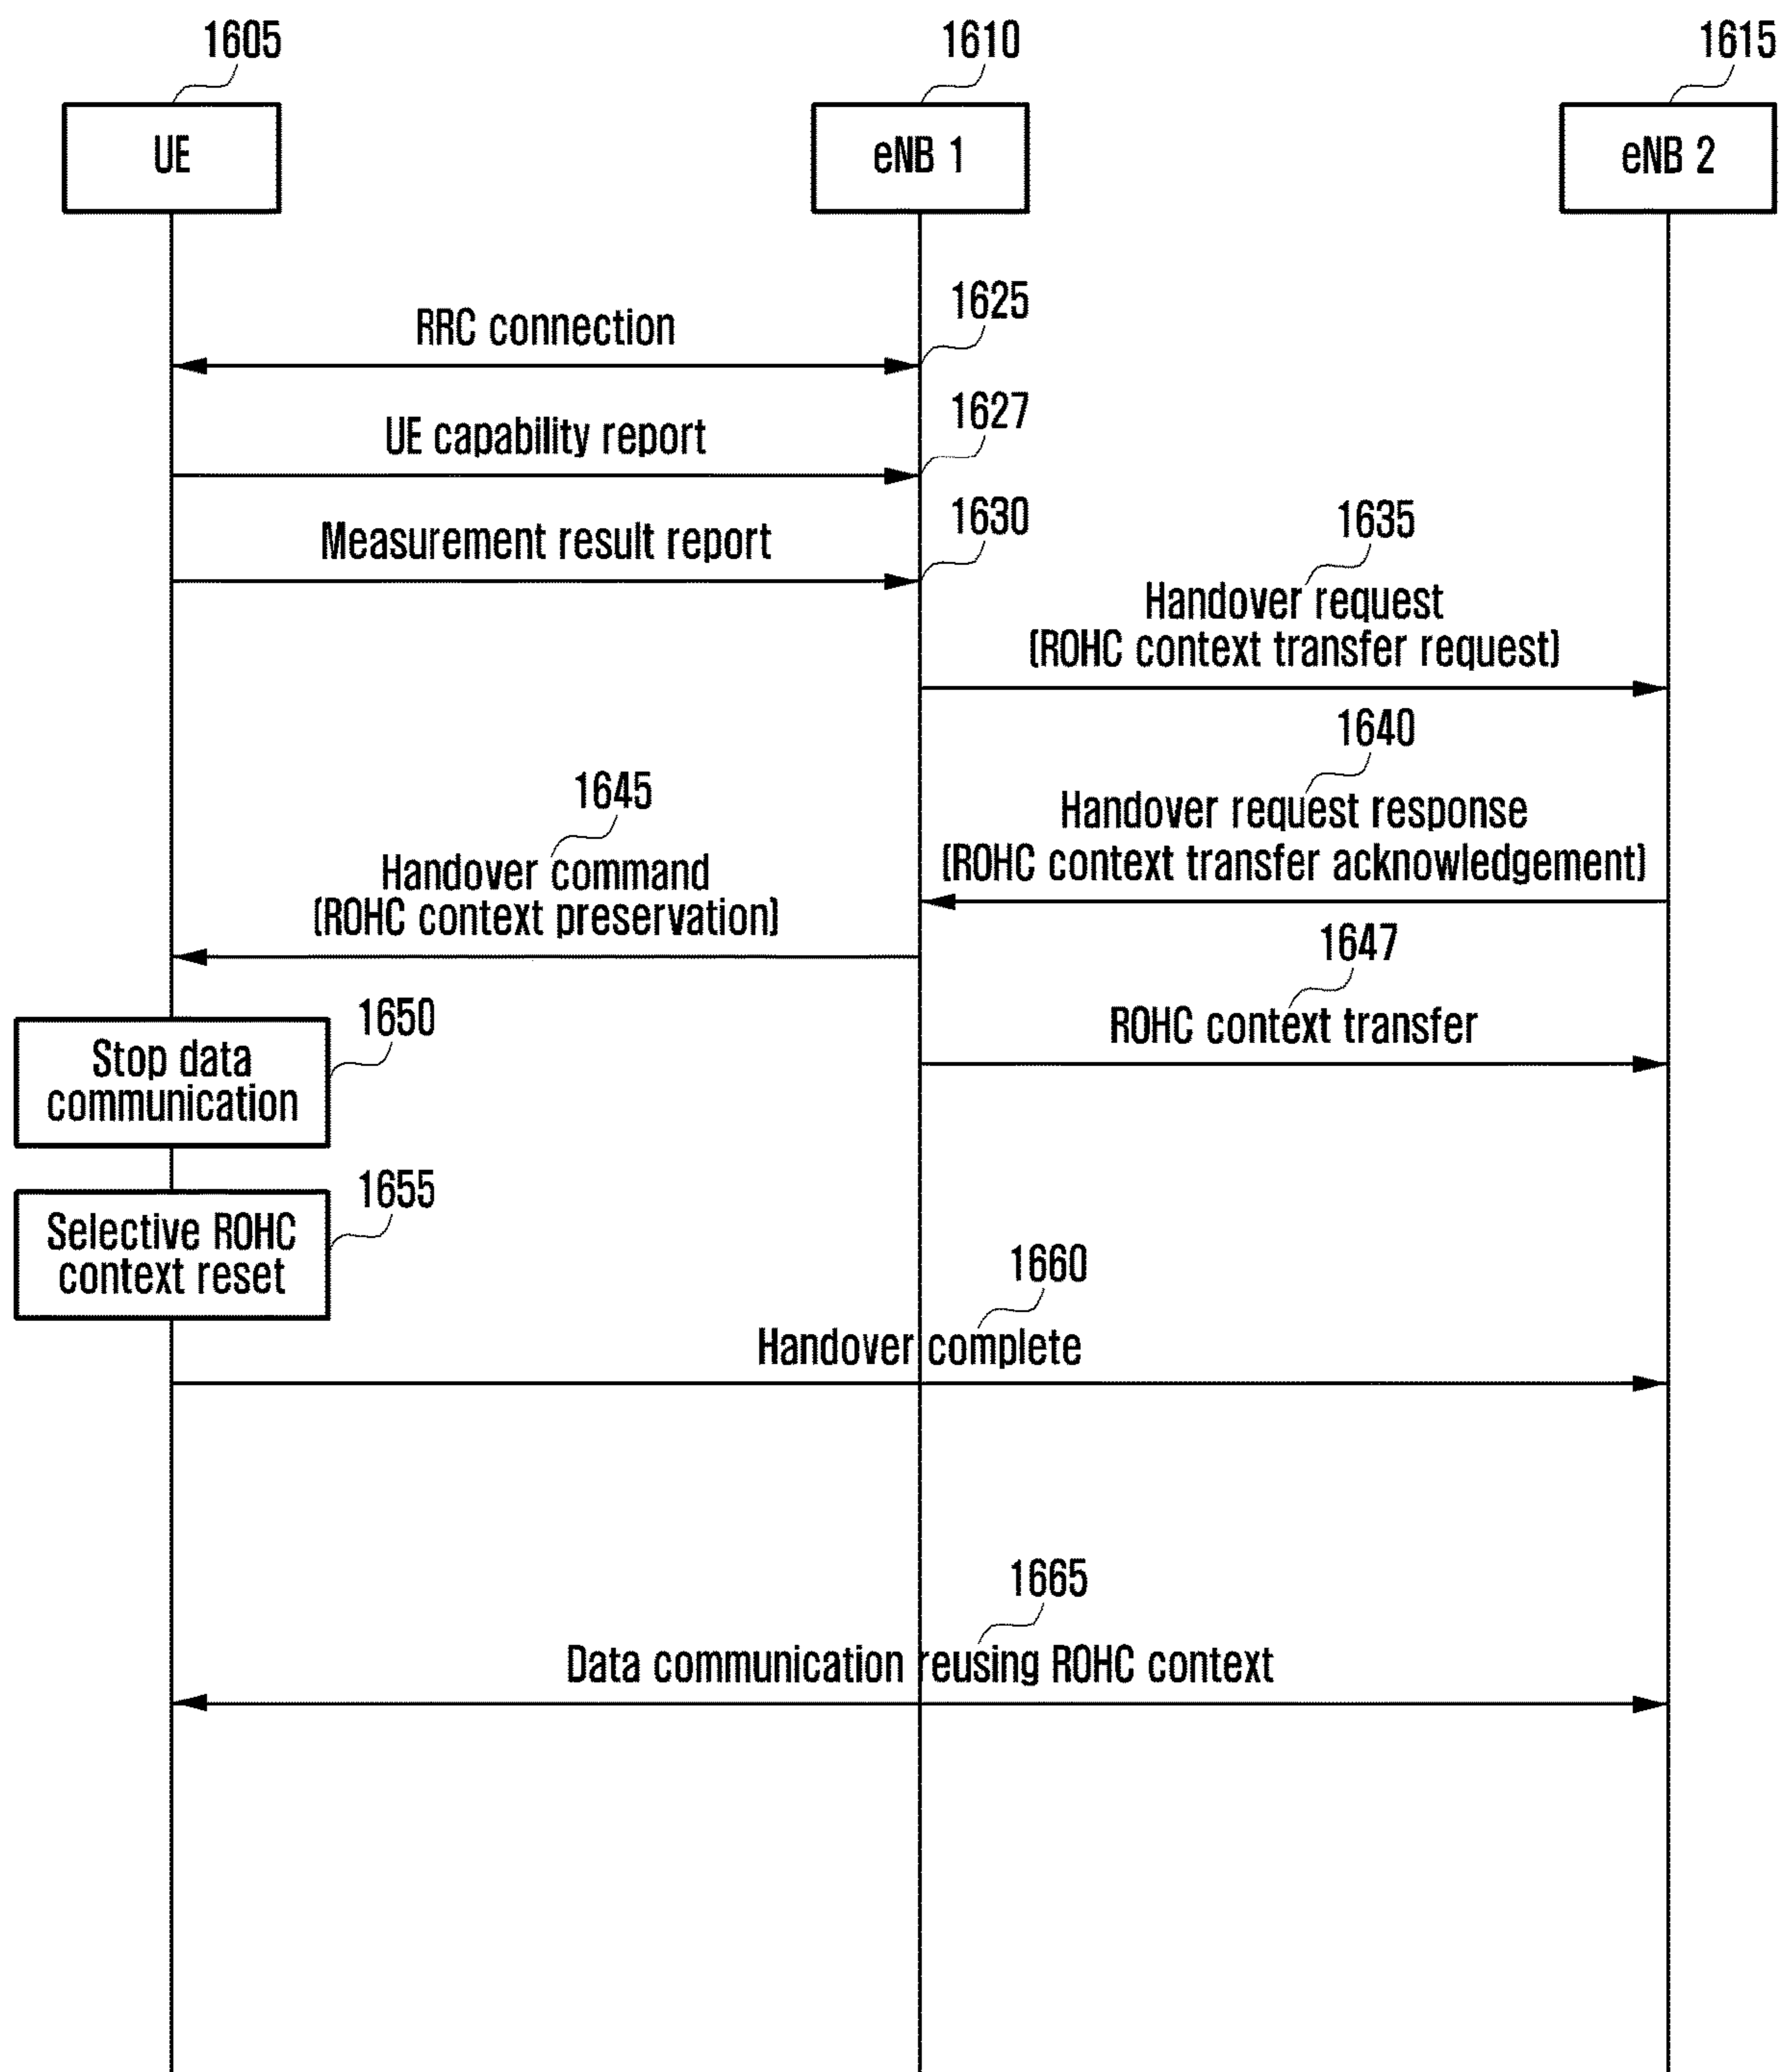 1605
1610
1615
UE
eNB 1
eNB 2
1625
RRC connection
1627
UE capability report
1630
Measurement result report
1635
Handover request
(ROHC context transfer request)
1640
Handover request response
(ROHC context transfer acknowledgement)
1645
Handover command
(ROHC context preservation)
1647
ROHC context transfer
1650
Stop data
communication
1655
Selective ROHC
context reset
1660
Handover complete
1665
Data communication reusing ROHC context